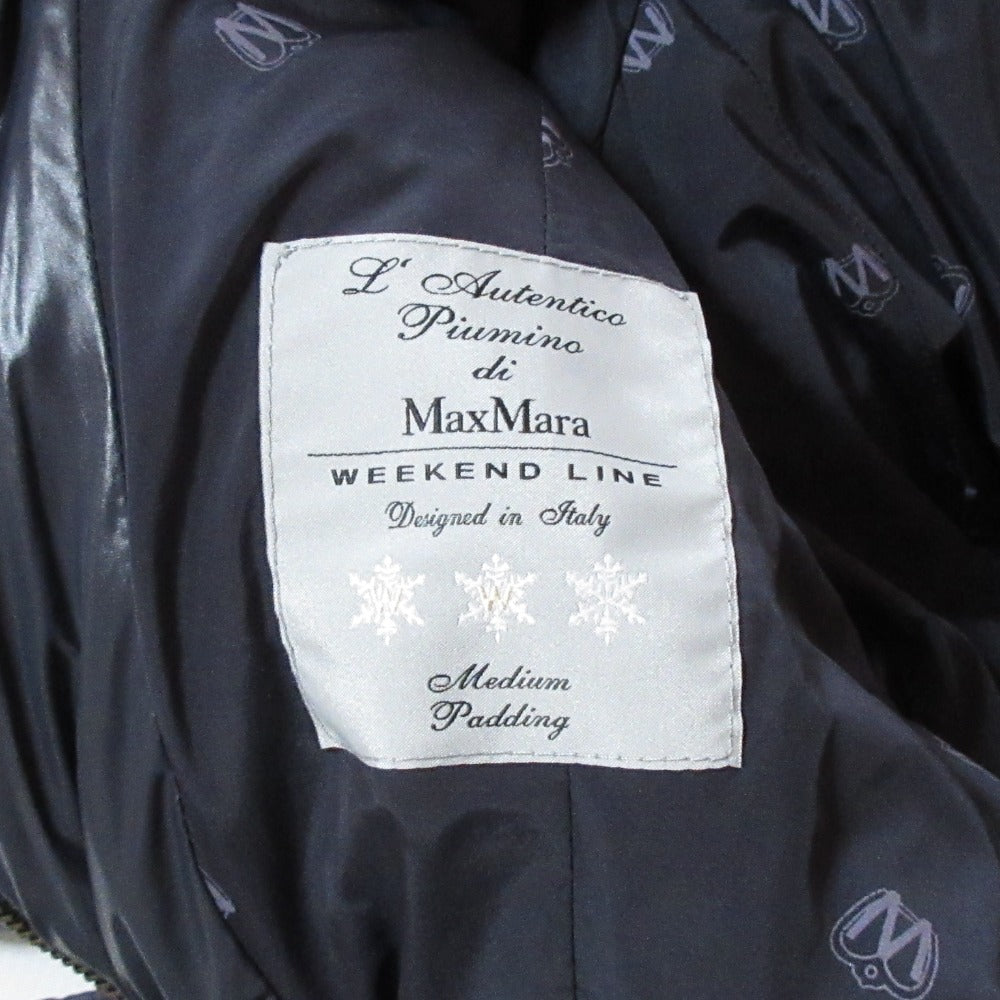 L' Autentico
Piumino
di
MaxMara
WEEKEND LINE
Designed in Italy
W W
Medium
Padding